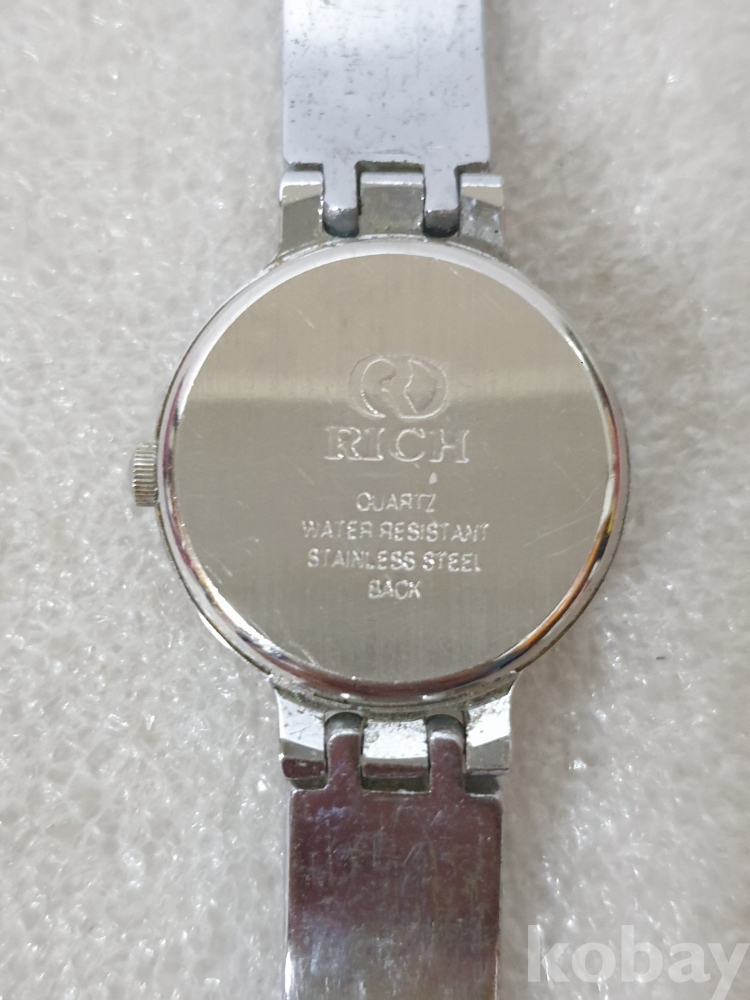 RICH
QUARTZ
WATER RESISTANT
STAINLESS STEEL
BACK
kobay